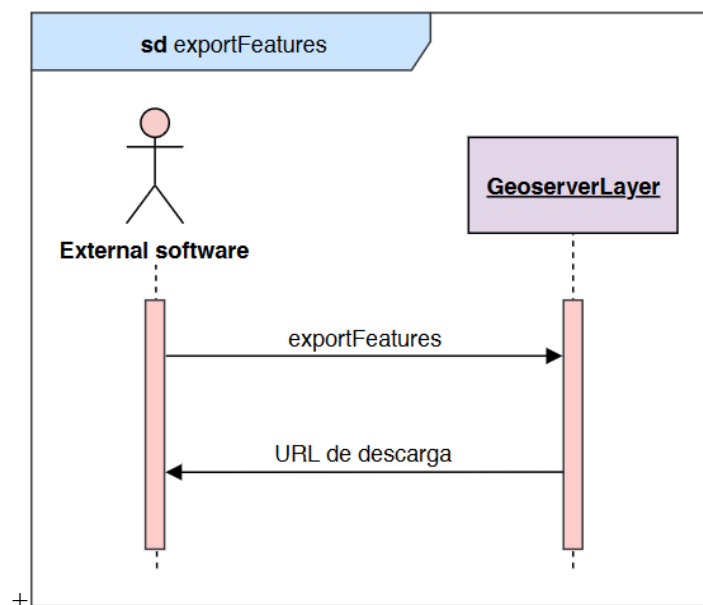 sd exportFeatures
External software
GeoserverLayer
exportFeatures
URL de descarga